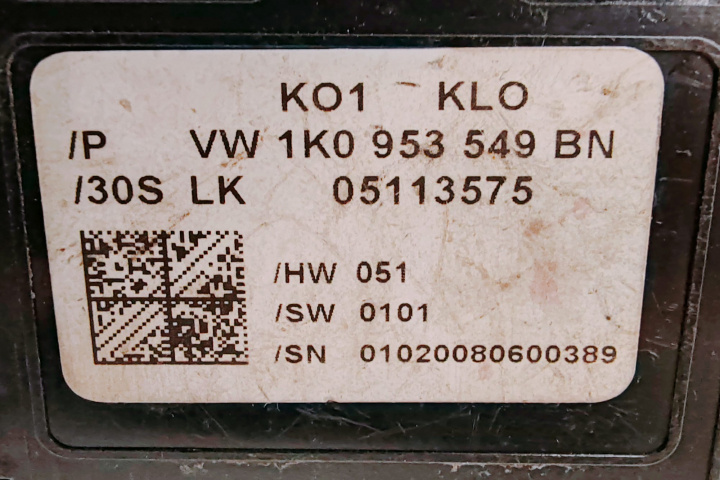 KO1 KLO
/P VW 1K0 953 549 BN
/30S LK 05113575
/HW 051
/SW 0101
/SN 01020080600389